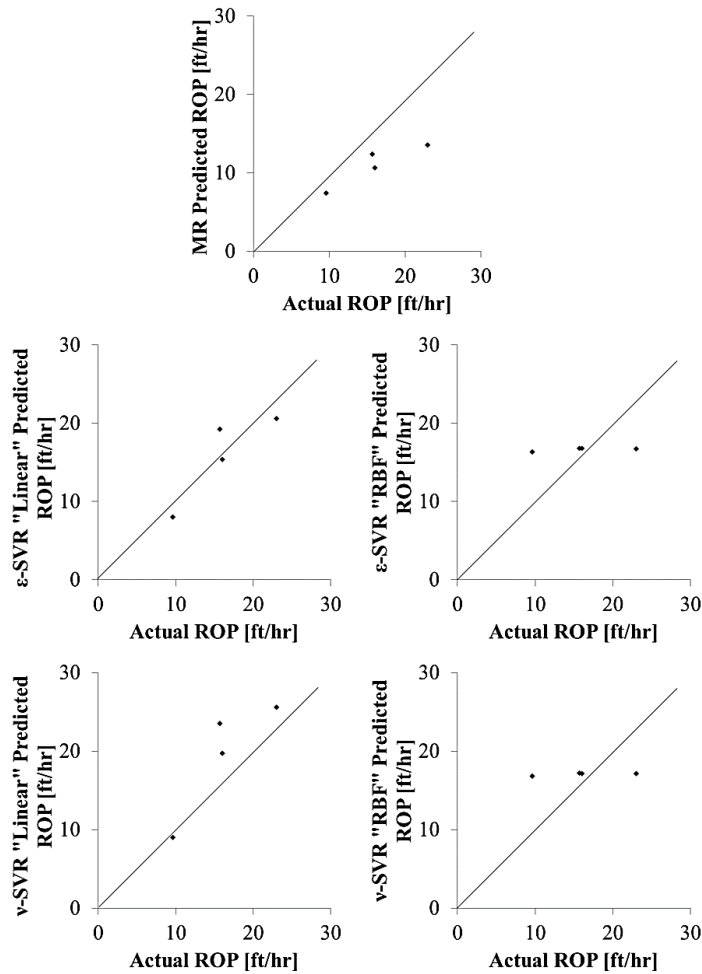 30
20
10
0
MR Predicted ROP [ft/hr]
0 10 20 30
Actual ROP [ft/hr]
30
20
10
0
ε-SVR "Linear" Predicted
ROP [ft/hr]
0 10 20 30
Actual ROP [ft/hr]
30
20
10
0
ε-SVR "RBF" Predicted
ROP [ft/hr]
0 10 20 30
Actual ROP [ft/hr]
30
20
10
0
ν-SVR "Linear" Predicted
ROP [ft/hr]
0 10 20 30
Actual ROP [ft/hr]
30
20
10
0
ν-SVR "RBF" Predicted
ROP [ft/hr]
0 10 20 30
Actual ROP [ft/hr]